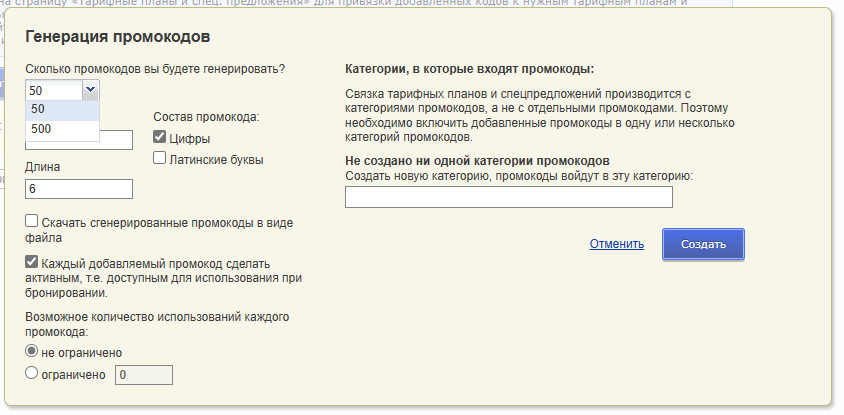 на страницу «Тарифные планы и спец. предложения» для привязки добавленных кодов к нужным тарифным планам и
Генерация промокодов
Сколько промокодов вы будете генерировать?
50
50
500
Состав промокода:
Цифры
Латинские буквы
Длина
6
Скачать сгенерированные промокоды в виде
файла
Каждый добавляемый промокод сделать
активным, т.е. доступным для использования при
бронировании.
Возможное количество использований каждого
промокода:
не ограничено
ограничено 0
Категории, в которые входят промокоды:
Связка тарифных планов и спецпредложений производится с
категориями промокодов, а не с отдельными промокодами. Поэтому
необходимо включить добавленные промокоды в одну или несколько
категорий промокодов.
Не создано ни одной категории промокодов
Создать новую категорию, промокоды войдут в эту категорию:
Отменить Создать